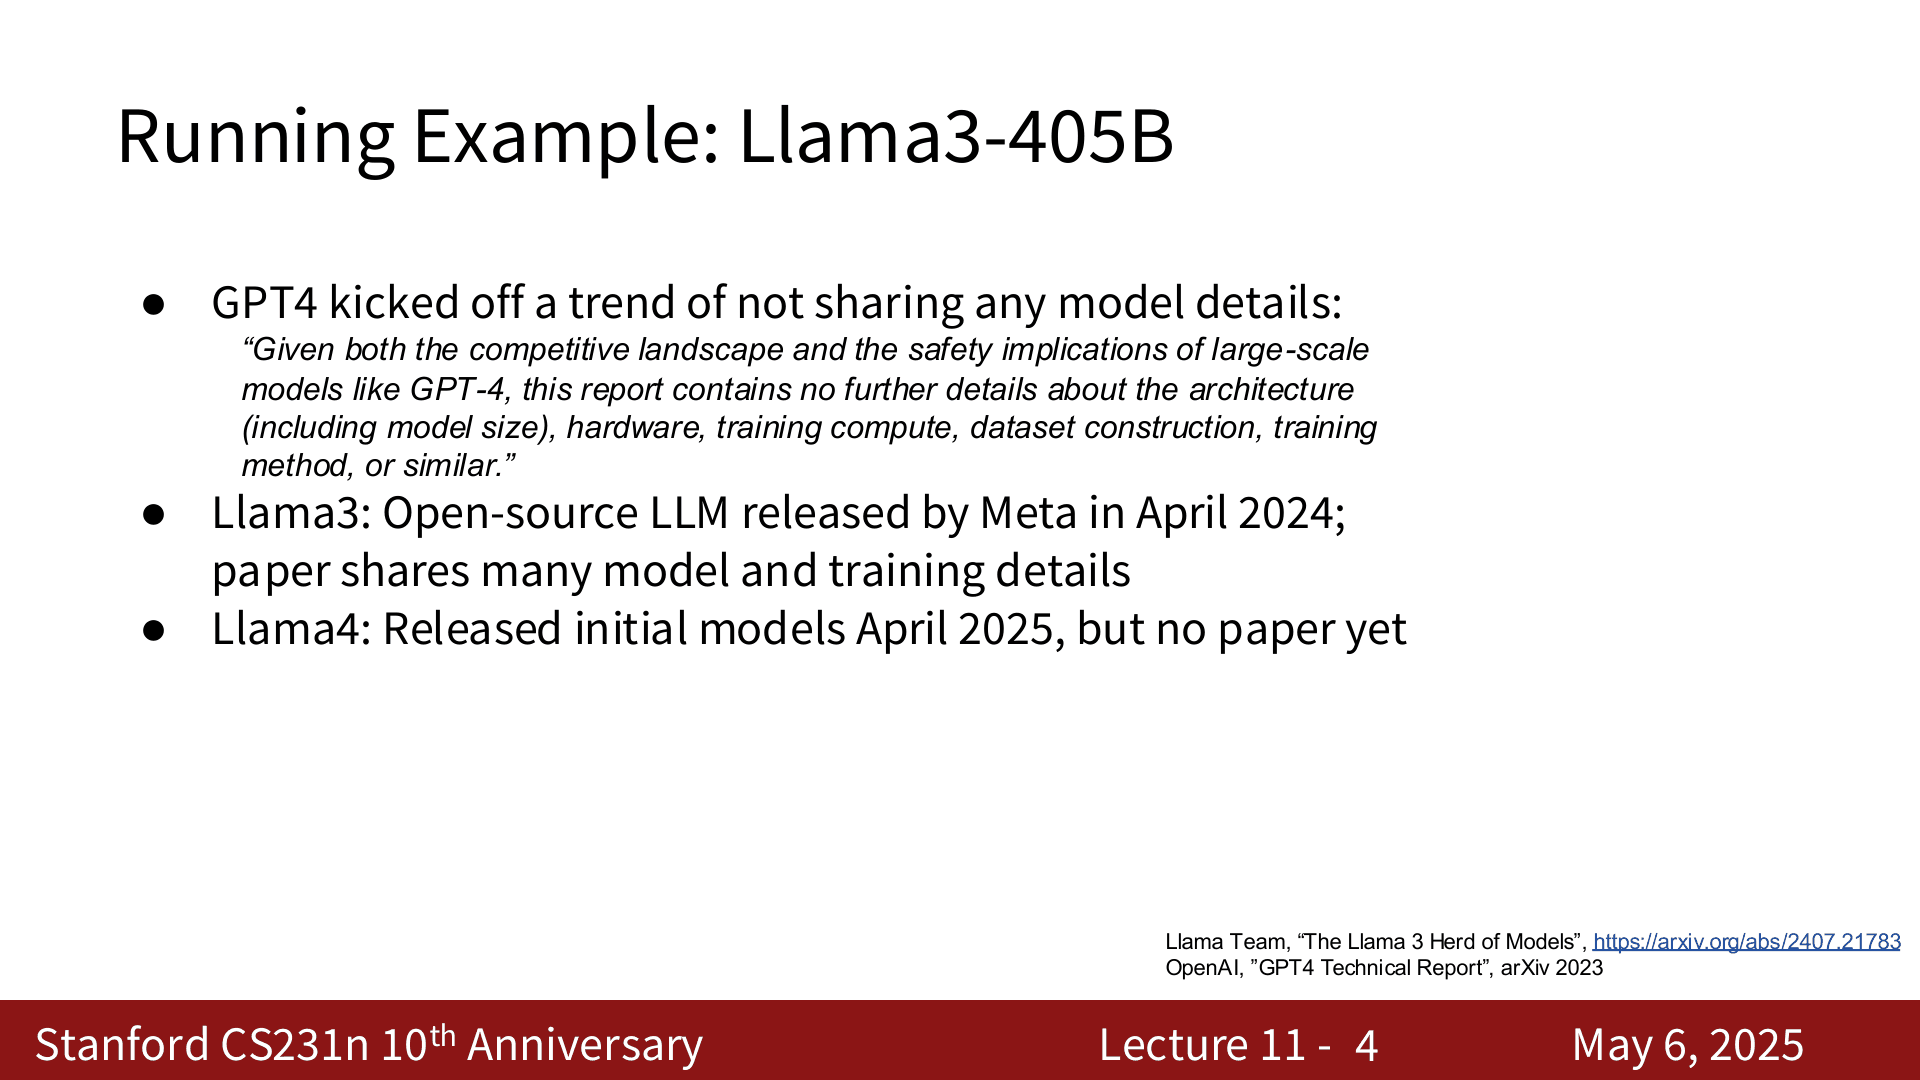 Running Example: Llama3-405B
● GPT4 kicked off a trend of not sharing any model details:
“Given both the competitive landscape and the safety implications of large-scale
models like GPT-4, this report contains no further details about the architecture
(including model size), hardware, training compute, dataset construction, training
method, or similar.”
● Llama3: Open-source LLM released by Meta in April 2024;
paper shares many model and training details
● Llama4: Released initial models April 2025, but no paper yet
Llama Team, “The Llama 3 Herd of Models”, https://arxiv.org/abs/2407.21783
OpenAI, ”GPT4 Technical Report”, arXiv 2023
Stanford CS231n 10th Anniversary Lecture 11 - 4 May 6, 2025